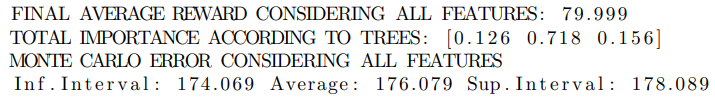 FINAL AVERAGE REWARD CONSIDERING ALL FEATURES: 79.999
TOTAL IMPORTANCE ACCORDING TO TREES: [0.126 0.718 0.156]
MONTE CARLO ERROR CONSIDERING ALL FEATURES
Inf.Interval: 174.069 Average: 176.079 Sup.Interval: 178.089